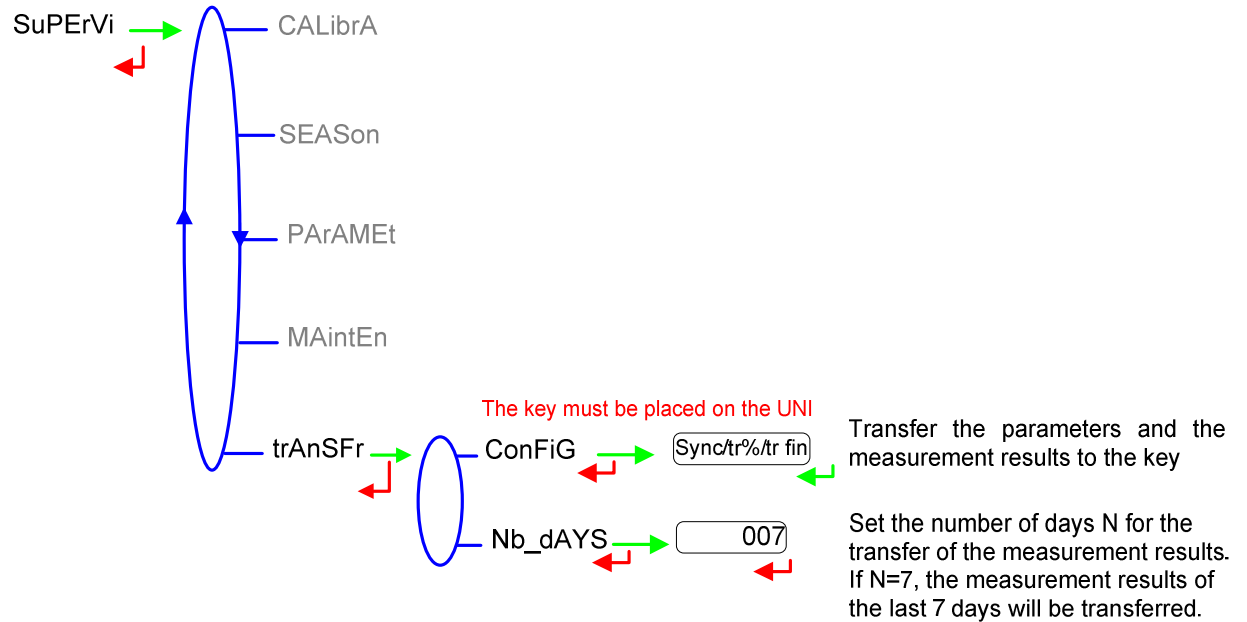 SuPErVi
CALibrA
SEASon
PArAMEt
MAintEn
The key must be placed on the UNI
trAnSFr
ConFiG
Sync/tr%/tr fin
Transfer the parameters and the
measurement results to the key
Nb_dAYS
007
Set the number of days N for the
transfer of the measurement results.
If N=7, the measurement results of
the last 7 days will be transferred.